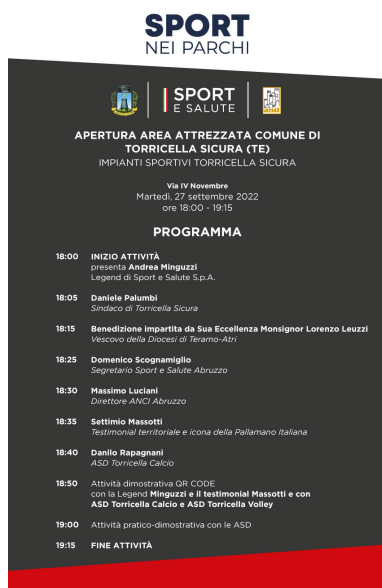 SPORT
NEI PARCHI
SPORT
E SALUTE
APERTURA AREA ATTREZZATA COMUNE DI
TORRICELLA SICURA (TE)
IMPIANTI SPORTIVI TORRICELLA SICURA
Via IV Novembre
Martedì, 27 settembre 2022
ore 18:00 - 19:15
PROGRAMMA
18:00 INIZIO ATTIVITÀ
presenta Andrea Minguzzi
Legend di Sport e Salute S.p.A.
18:05 Daniele Palumbi
Sindaco di Torricella Sicura
18:15 Benedizione impartita da Sua Eccellenza Monsignor Lorenzo Leuzzi
Vescovo della Diocesi di Teramo-Atri
18:25 Domenico Scognamiglio
Segretario Sport e Salute Abruzzo
18:30 Massimo Luciani
Direttore ANCI Abruzzo
18:35 Settimio Massotti
Testimonial territoriale e icona della Pallamano Italiana
18:40 Danilo Rapagnani
ASD Torricella Calcio
18:50 Attività dimostrativa QR CODE
con la Legend Minguzzi e il testimonial Massotti e con
ASD Torricella Calcio e ASD Torricella Volley
19:00 Attività pratico-dimostrativa con le ASD
19:15 FINE ATTIVITÀ